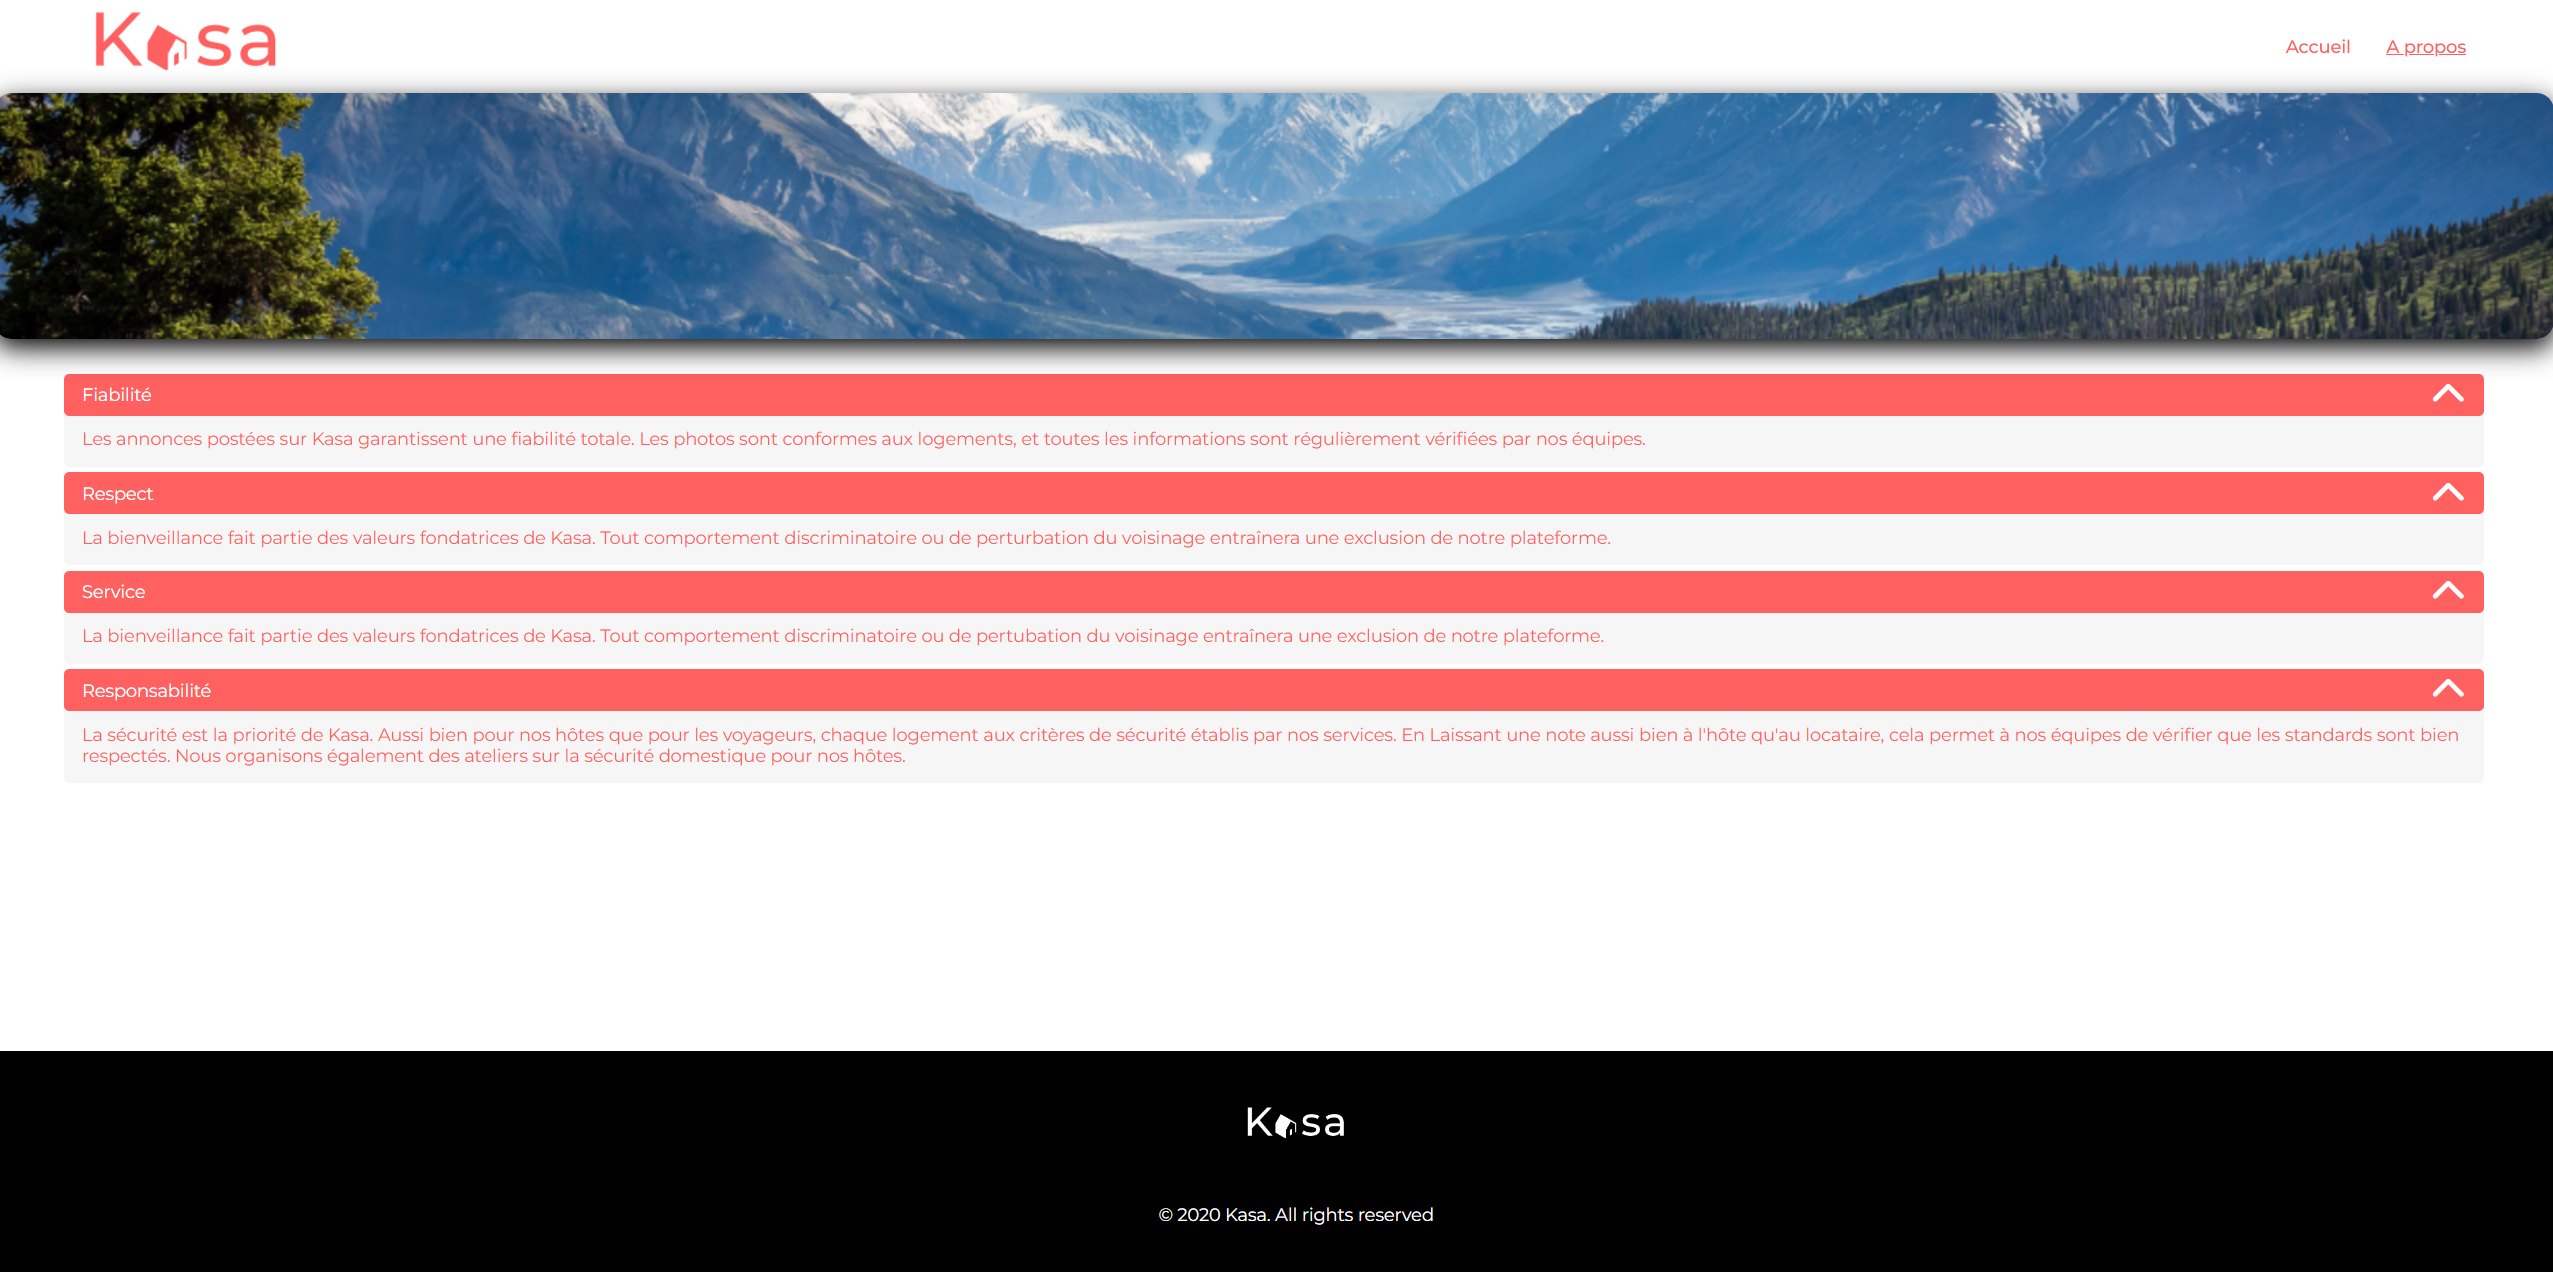 Kasa
Accueil
A propos
Fiabilité
Les annonces postées sur Kasa garantissent une fiabilité totale. Les photos sont conformes aux logements, et toutes les informations sont régulièrement vérifiées par nos équipes.
Respect
La bienveillance fait partie des valeurs fondatrices de Kasa. Tout comportement discriminatoire ou de perturbation du voisinage entraînera une exclusion de notre plateforme.
Service
La bienveillance fait partie des valeurs fondatrices de Kasa. Tout comportement discriminatoire ou de pertubation du voisinage entraînera une exclusion de notre plateforme.
Responsabilité
La sécurité est la priorité de Kasa. Aussi bien pour nos hôtes que pour les voyageurs, chaque logement aux critères de sécurité établis par nos services. En Laissant une note aussi bien à l'hôte qu'au locataire, cela permet à nos équipes de vérifier que les standards sont bien
respectés. Nous organisons également des ateliers sur la sécurité domestique pour nos hôtes.
Kasa
© 2020 Kasa. All rights reserved